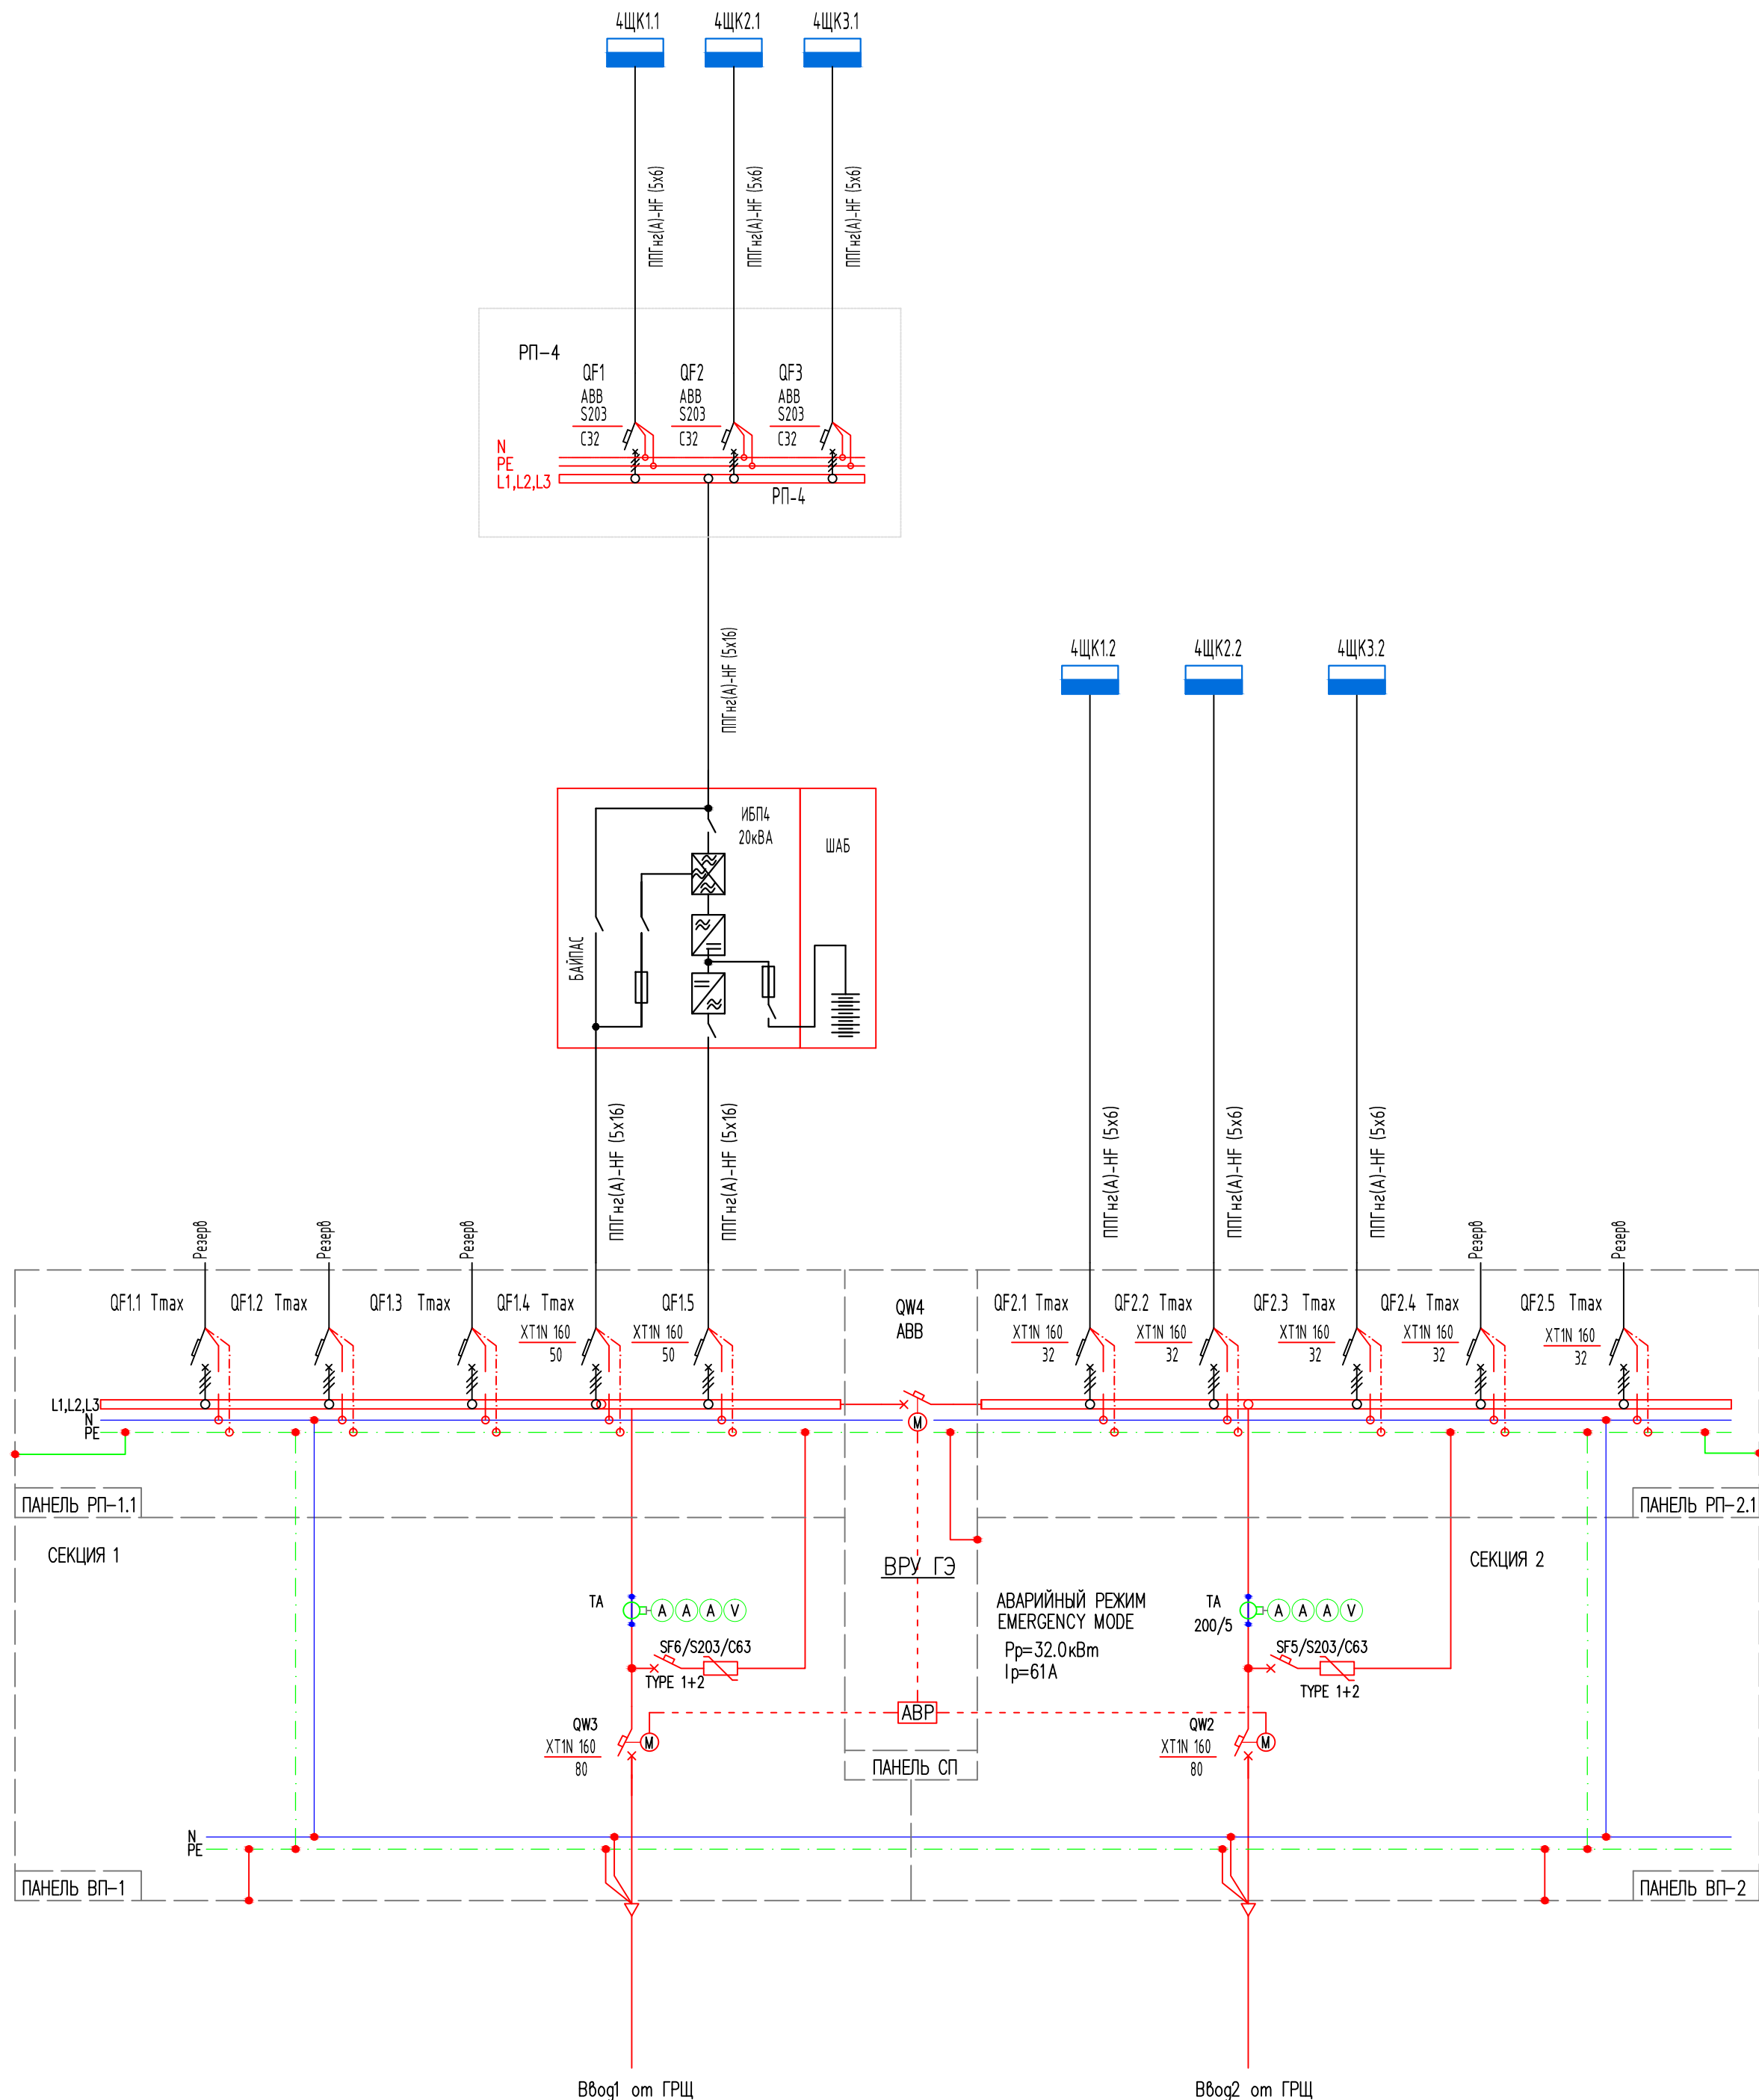 4ЩК1.1
4ЩК2.1
4ЩК3.1
ППГнг(А)-HF (5х6)
ППГнг(А)-HF (5х6)
ППГнг(А)-HF (5х6)
РП-4
QF1
QF2
QF3
ABB
ABB
ABB
S203
S203
S203
C32
C32
C32
N
PE
L1,L2,L3
РП-4
ППГнг(А)-HF (5х16)
4ЩК1.2
4ЩК2.2
4ЩК3.2
ИБП4
20кВА
ШАБ
БАЙПАС
ППГнг(А)-HF (5х16)
ППГнг(А)-HF (5х16)
ППГнг(А)-HF (5х6)
ППГнг(А)-HF (5х6)
ППГнг(А)-HF (5х6)
Резерв
Резерв
Резерв
Резерв
Резерв
QF1.1 Tmax
QF1.2 Tmax
QF1.3 Tmax
QF1.4 Tmax
QF1.5
QW4
ABB
QF2.1 Tmax
QF2.2 Tmax
QF2.3 Tmax
QF2.4 Tmax
QF2.5 Tmax
XT1N 160
50
XT1N 160
50
XT1N 160
32
XT1N 160
32
XT1N 160
32
XT1N 160
32
XT1N 160
32
L1,L2,L3
N
PE
M
ПАНЕЛЬ РП-1.1
ПАНЕЛЬ РП-2.1
СЕКЦИЯ 1
ВРУ ГЭ
СЕКЦИЯ 2
TA
A A A V
АВАРИЙНЫЙ РЕЖИМ
EMERGENCY MODE
Рр=32.0кВт
Iр=61А
TA
200/5
A A A V
SF6/S203/C63
TYPE 1+2
SF5/S203/C63
TYPE 1+2
АВР
QW3
XT1N 160
80
M
QW2
XT1N 160
80
M
ПАНЕЛЬ СП
N
PE
ПАНЕЛЬ ВП-1
ПАНЕЛЬ ВП-2
Ввод1 от ГРЩ
Ввод2 от ГРЩ